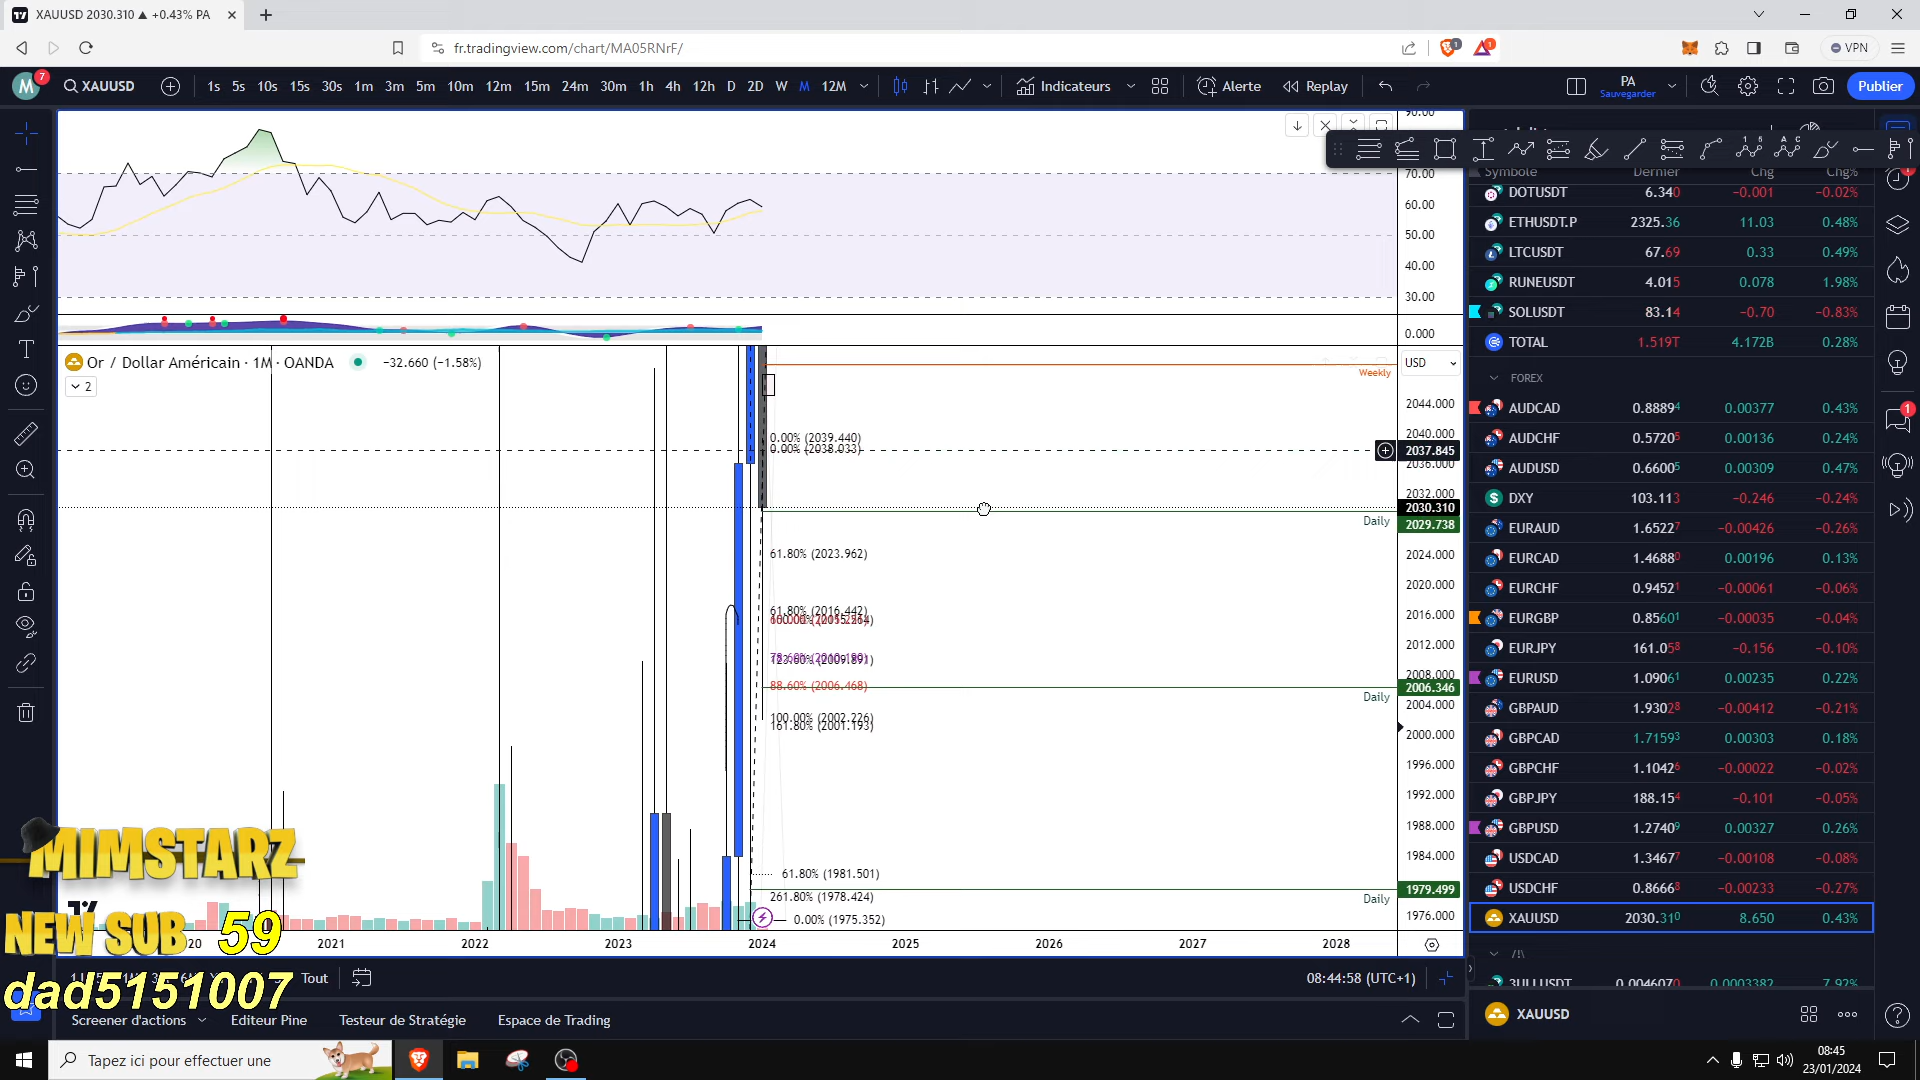 XAUUSD 2030.310 ▲ +0.43% PA
fr.tradingview.com/chart/MA05RNrF/
VPN
M 7 XAUUSD 1s 5s 10s 15s 30s 1m 3m 5m 10m 12m 15m 24m 30m 1h 4h 12h D 2D W M 12M Indicateurs Alerte Replay PA Sauvegarder Publier
90.00
70.00
60.00
50.00
40.00
30.00
0.000
Or / Dollar Américain · 1M · OANDA −32.660 (−1.58%)
2
USD
Weekly
2044.000
2040.000
2037.845
2036.000
2032.000
2030.310
2029.738
Daily
2024.000
2020.000
2016.000
2012.000
2008.000
2006.346
Daily
2004.000
2000.000
1996.000
1992.000
1988.000
1984.000
1979.499
Daily
1976.000
0.00% (2039.440)
0.00% (2038.033)
61.80% (2023.962)
61.80% (2016.442)
88.60% (2006.468)
100.00% (2002.226)
161.80% (2001.193)
61.80% (1981.501)
261.80% (1978.424)
0.00% (1975.352)
2021 2022 2023 2024 2025 2026 2027 2028
Tout
08:44:58 (UTC+1)
Screener d'actions Editeur Pine Testeur de Stratégie Espace de Trading
MIMSTARZ
NEW SUB 59
dad5151007
Symbole Dernier Chg Chg%
DOTUSDT 6.340 −0.001 −0.02%
ETHUSDT.P 2325.36 11.03 0.48%
LTCUSDT 67.69 0.33 0.49%
RUNEUSDT 4.015 0.078 1.98%
SOLUSDT 83.14 −0.70 −0.83%
TOTAL 1.519T 4.172B 0.28%
FOREX
AUDCAD 0.88894 0.00377 0.43%
AUDCHF 0.57205 0.00136 0.24%
AUDUSD 0.66005 0.00309 0.47%
DXY 103.113 −0.246 −0.24%
EURAUD 1.65227 −0.00426 −0.26%
EURCAD 1.46880 0.00196 0.13%
EURCHF 0.94521 −0.00061 −0.06%
EURGBP 0.85601 −0.00035 −0.04%
EURJPY 161.058 −0.156 −0.10%
EURUSD 1.09061 0.00235 0.22%
GBPAUD 1.93028 −0.00412 −0.21%
GBPCAD 1.71593 0.00303 0.18%
GBPCHF 1.10426 −0.00022 −0.02%
GBPJPY 188.154 −0.101 −0.05%
GBPUSD 1.27409 0.00327 0.26%
USDCAD 1.34677 −0.00108 −0.08%
USDCHF 0.86668 −0.00233 −0.27%
XAUUSD 2030.310 8.650 0.43%
3ULLUSDT 0.0046070 0.0003382 7.92%
XAUUSD
Tapez ici pour effectuer une
08:45
23/01/2024